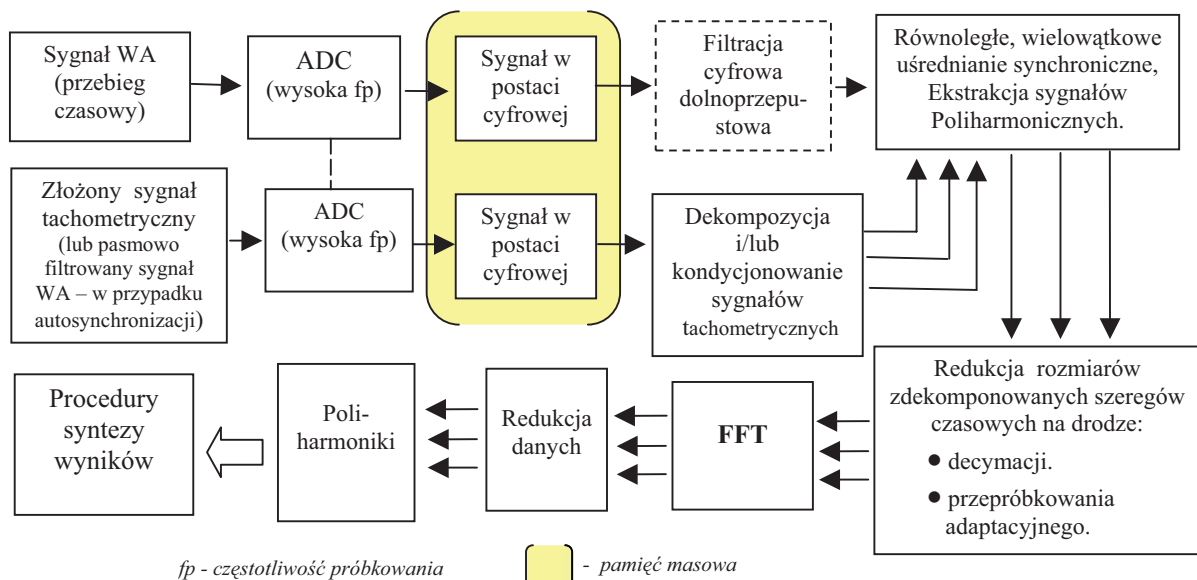 Sygnał WA
(przebieg
czasowy)
ADC
(wysoka fp)
Sygnał w
postaci
cyfrowej
Filtracja
cyfrowa
dolnoprzepu-
stowa
Równoległe, wielowątkowe
uśrednianie synchroniczne,
Ekstrakcja sygnałów
Poliharmonicznych.
Złożony sygnał
tachometryczny
(lub pasmowo
filtrowany sygnał
WA – w przypadku
autosynchronizacji)
ADC
(wysoka fp)
Sygnał w
postaci
cyfrowej
Dekompozycja
i/lub
kondycjonowanie
sygnałów
tachometrycznych
Redukcja rozmiarów
zdekomponowanych szeregów
czasowych na drodze:
● decymacji.
● przepróbkowania
adaptacyjnego.
FFT
Redukcja
danych
Poli-
harmoniki
Procedury
syntezy
wyników
fp - częstotliwość próbkowania
- pamięć masowa